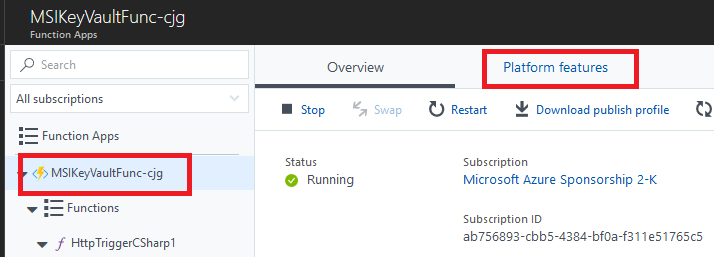 MSIKeyVaultFunc-cjg
Function Apps
Search
All subscriptions
Function Apps
MSIKeyVaultFunc-cjg
Functions
HttpTriggerCSharp1
Overview
Platform features
Stop
Swap
Restart
Download publish profile
Status
Running
Subscription
Microsoft Azure Sponsorship 2-K
Subscription ID
ab756893-cbb5-4384-bf0a-f311e51765c5